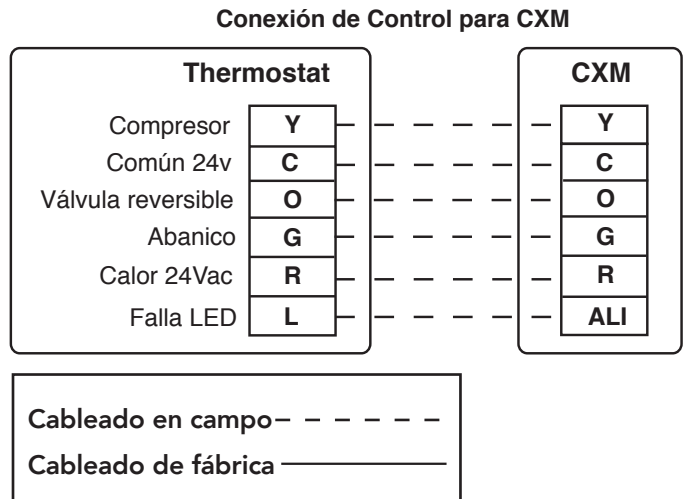 Conexión de Control para CXM
Thermostat CXM
Compresor Y Y
Común 24v C C
Válvula reversible O O
Abanico G G
Calor 24Vac R R
Falla LED L ALI
Cableado en campo
Cableado de fábrica